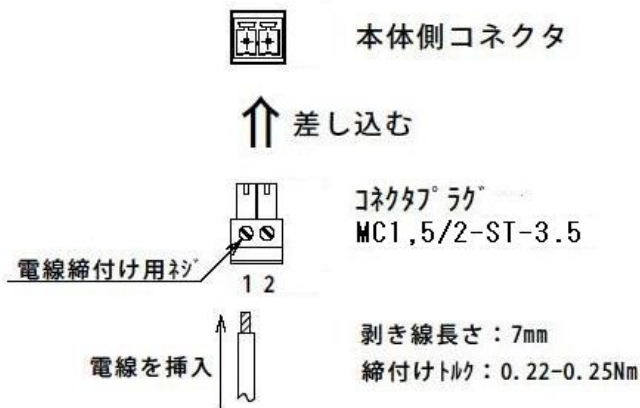 本体側コネクタ
差し込む
コネクタプラグ
MC1,5/2-ST-3.5
電線締付け用ネジ
1 2
電線を挿入
剥き線長さ：7mm
締付けトルク：0.22-0.25Nm